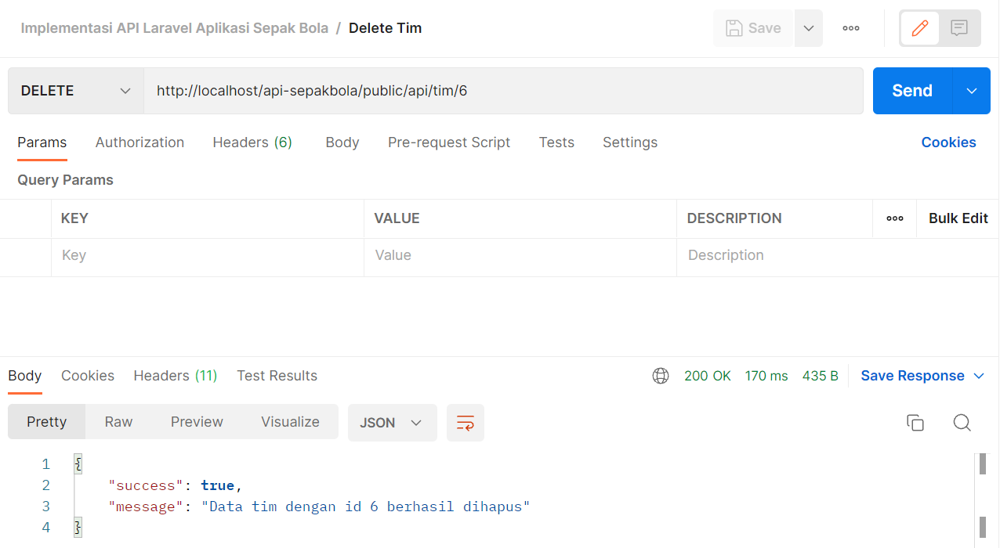 Implementasi API Laravel Aplikasi Sepak Bola / Delete Tim
Save
DELETE
http://localhost/api-sepakbola/public/api/tim/6
Send
Params Authorization Headers (6) Body Pre-request Script Tests Settings Cookies
Query Params
KEY VALUE DESCRIPTION Bulk Edit
Key Value Description
Body Cookies Headers (11) Test Results 200 OK 170 ms 435 B Save Response
Pretty Raw Preview Visualize JSON
1 {
2 "success": true,
3 "message": "Data tim dengan id 6 berhasil dihapus"
4 }